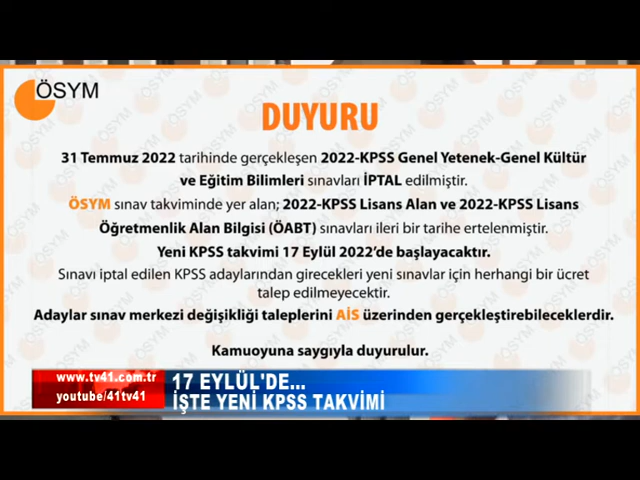 ÖSYM
DUYURU
31 Temmuz 2022 tarihinde gerçekleşen 2022-KPSS Genel Yetenek-Genel Kültür
ve Eğitim Bilimleri sınavları İPTAL edilmiştir.
ÖSYM sınav takviminde yer alan; 2022-KPSS Lisans Alan ve 2022-KPSS Lisans
Öğretmenlik Alan Bilgisi (ÖABT) sınavları ileri bir tarihe ertelenmiştir.
Yeni KPSS takvimi 17 Eylül 2022’de başlayacaktır.
Sınavı iptal edilen KPSS adaylarından girecekleri yeni sınavlar için herhangi bir ücret
talep edilmeyecektir.
Adaylar sınav merkezi değişikliği taleplerini AİS üzerinden gerçekleştirebileceklerdir.
Kamuoyuna saygıyla duyurulur.
www.tv41.com.tr
youtube/41tv41
17 EYLÜL'DE...
İŞTE YENİ KPSS TAKVİMİ